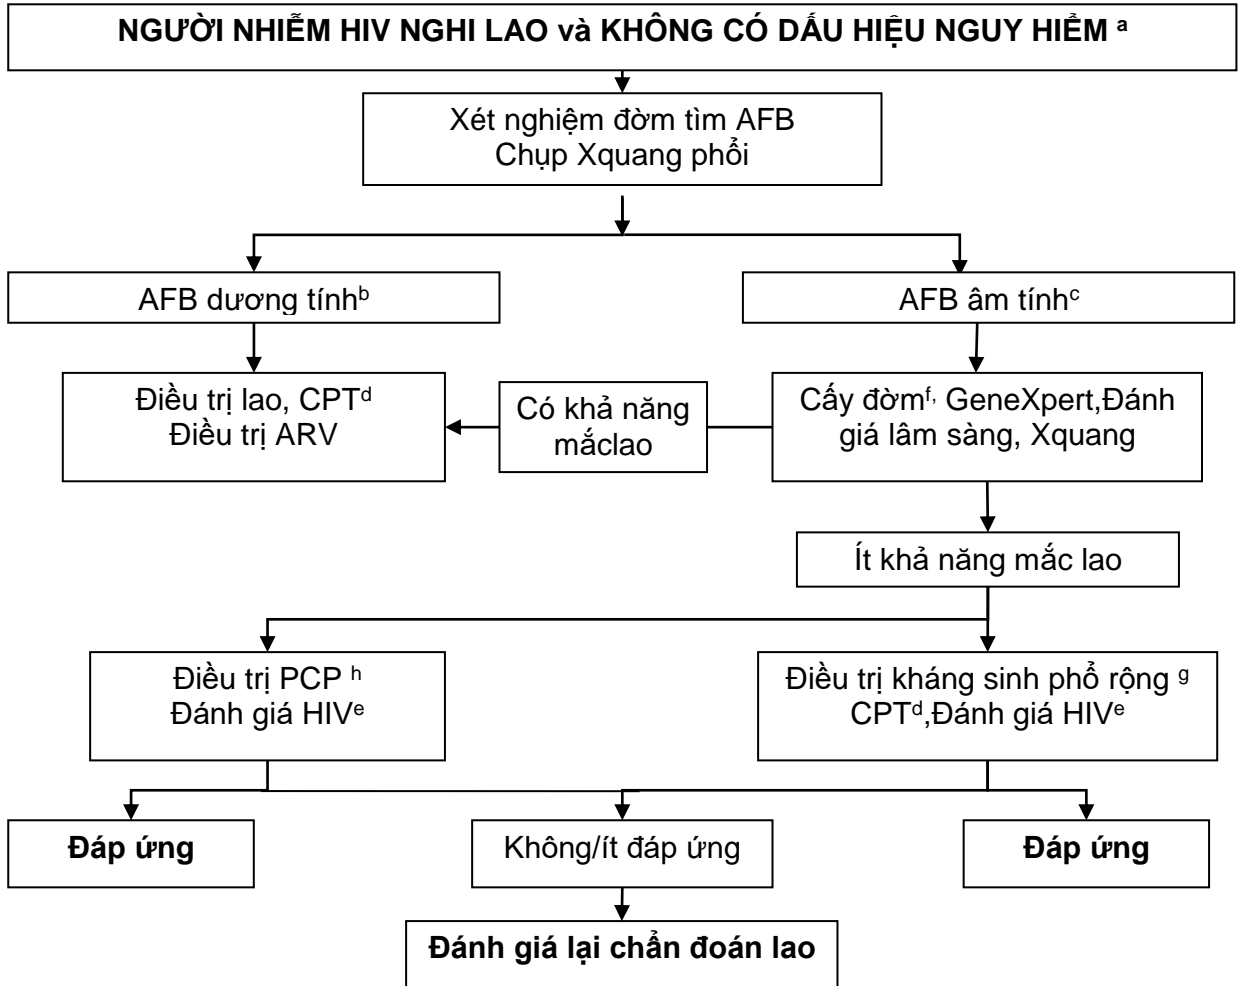 NGƯỜI NHIỄM HIV NGHI LAO và KHÔNG CÓ DẤU HIỆU NGUY HIỂM ᵃ
Xét nghiệm đờm tìm AFB
Chụp Xquang phổi
AFB dương tínhᵇ
AFB âm tínhᶜ
Điều trị lao, CPTᵈ
Điều trị ARV
Có khả năng
mắclao
Cấy đờmᶠ, GeneXpert,Đánh
giá lâm sàng, Xquang
Ít khả năng mắc lao
Điều trị PCP ʰ
Đánh giá HIVᵉ
Điều trị kháng sinh phổ rộng ᵍ
CPTᵈ,Đánh giá HIVᵉ
Đáp ứng
Không/ít đáp ứng
Đáp ứng
Đánh giá lại chẩn đoán lao